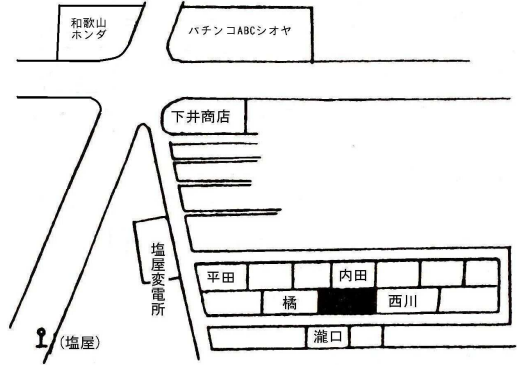 和歌山
ホンダ
パチンコABCシオヤ
下井商店
塩屋変電所
平田
内田
橘
西川
瀧口
(塩屋)